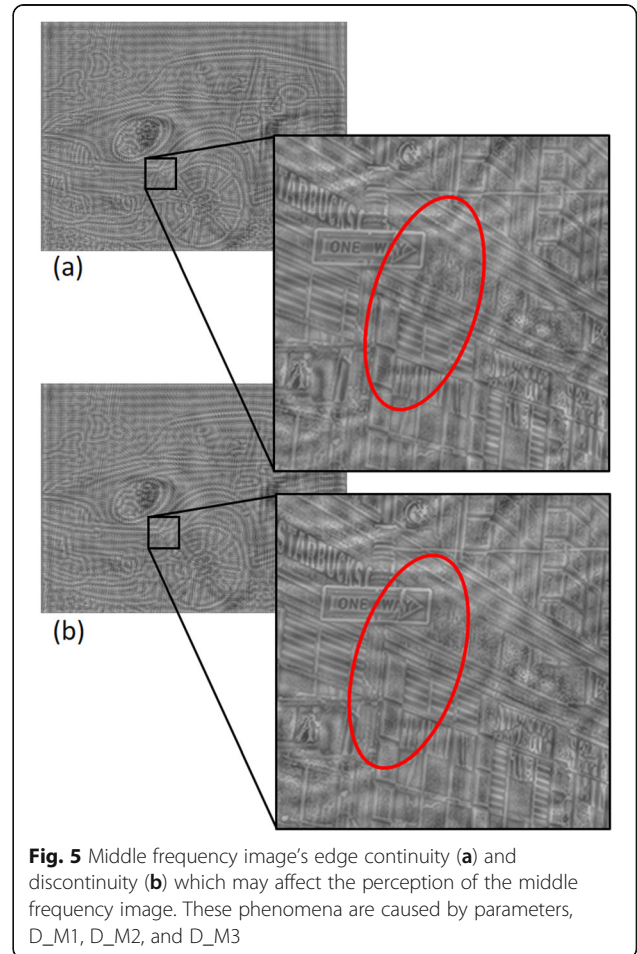 STARBUCKS
ONE WAY
(a)
STARBUCKS
ONE WAY
(b)
Fig. 5 Middle frequency image's edge continuity (a) and
discontinuity (b) which may affect the perception of the middle
frequency image. These phenomena are caused by parameters,
D_M1, D_M2, and D_M3